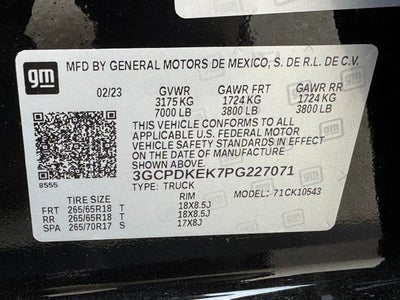 gm
MFD BY GENERAL MOTORS DE MEXICO, S. DE R.L. DE C.V.
02/23 GVWR GAWR FRT GAWR RR
3175 KG 1724 KG 1724 KG
7000 LB 3800 LB 3800 LB
THIS VEHICLE CONFORMS TO ALL
APPLICABLE U.S. FEDERAL MOTOR
VEHICLE SAFETY STANDARDS IN EFFECT ON
THE DATE OF MANUFACTURE SHOWN ABOVE.
3GCPDKEK7PG227071
8555 TYPE: TRUCK MODEL: 71CK10543
TIRE SIZE RIM
FRT 265/65R18 T 18X8.5J
RR 265/65R18 T 18X8.5J
SPA 265/70R17 S 17X8J